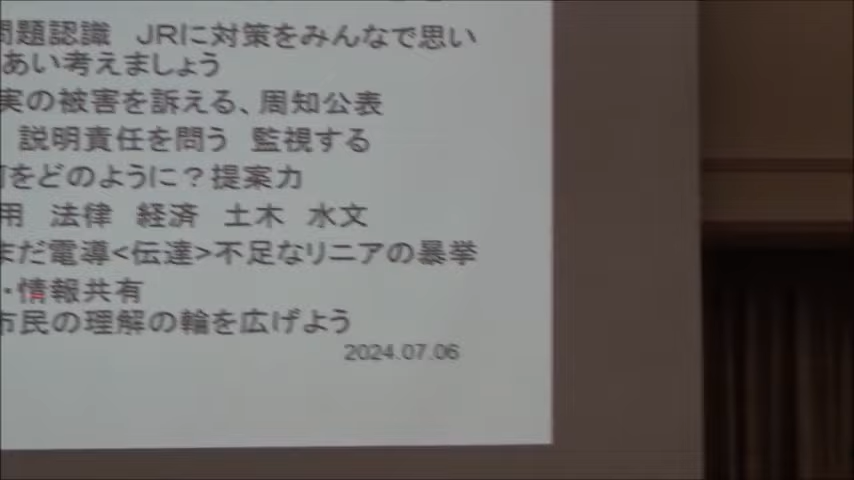 問題認識 JRに対策をみんなで思い
あい考えましょう
実の被害を訴える、周知公表
説明責任を問う 監視する
をどのように？提案力
用 法律 経済 土木 水文
まだ電導<伝達>不足なリニアの暴挙
・情報共有
市民の理解の輪を広げよう
2024.07.06